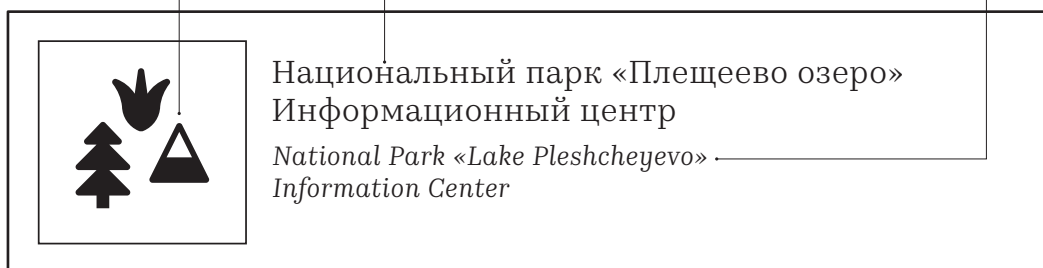 Национальный парк «Плещеево озеро»
Информационный центр
National Park «Lake Pleshcheyevo»
Information Center